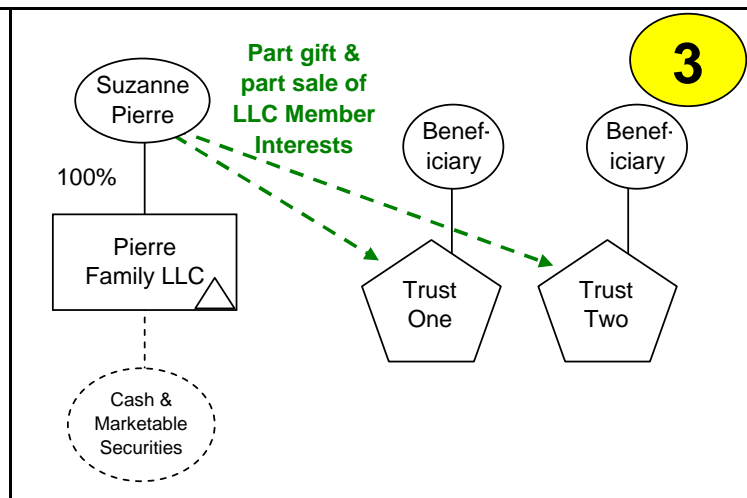 Part gift &
part sale of
LLC Member
Interests
3
Suzanne
Pierre
Benef-
iciary
Benef-
iciary
100%
Pierre
Family LLC
Trust
One
Trust
Two
Cash &
Marketable
Securities